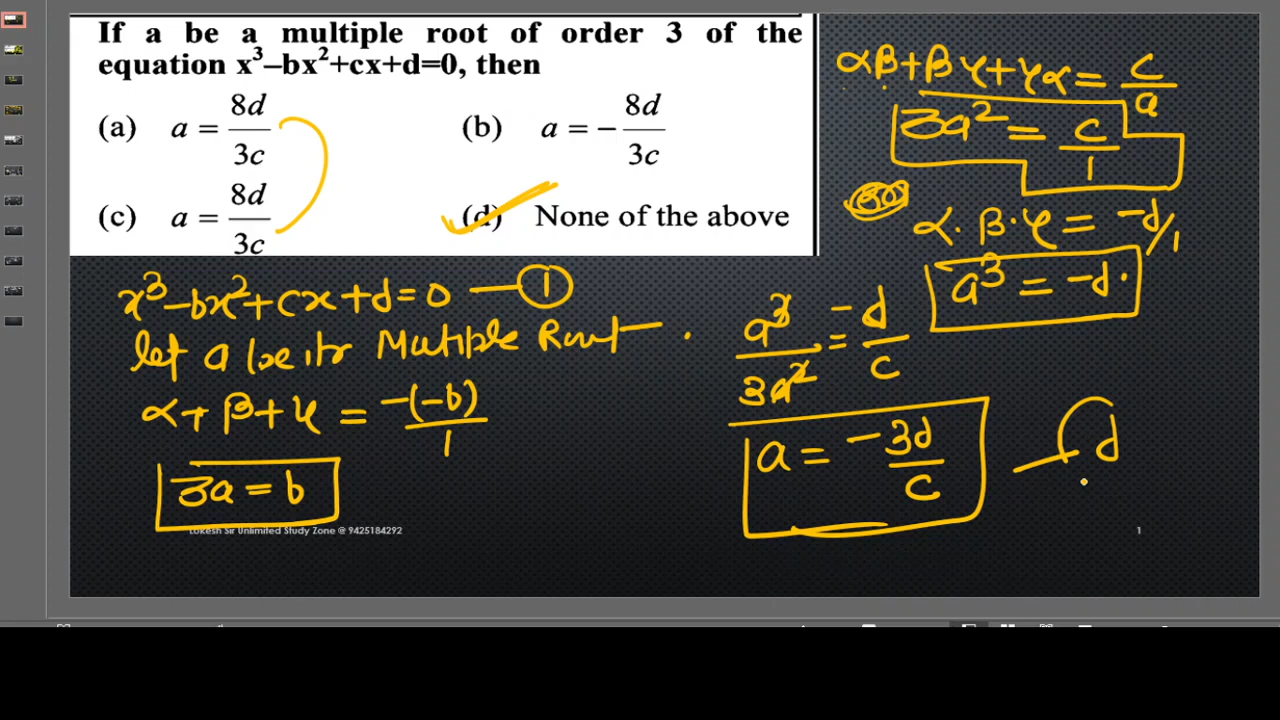 If a be a multiple root of order 3 of the
equation x³–bx²+cx+d=0, then
(a) a = 8d/3c
(b) a = – 8d/3c
(c) a = 8d/3c
(d) None of the above
x³–bx²+cx+d=0 — ①
let a be its Multiple Root — .
α+β+γ = –(–b)/1
3a = b
αβ+βγ+γα = c/a
3a² = c/1
α·β·γ = –d/1
a³ = –d·
a³/3a² = –d/c
a = –3d/c
d
Lokesh Sir Unlimited Study Zone @ 9425184292
1